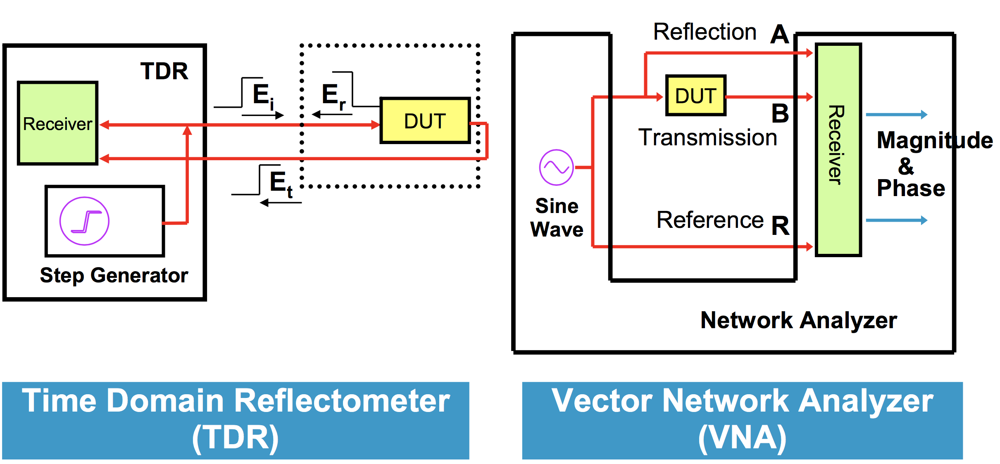 TDR
Receiver
Ei
Er
DUT
Et
Step Generator
Time Domain Reflectometer
(TDR)
Reflection A
DUT
B
Transmission
Receiver
Magnitude
&
Phase
Sine
Wave
Reference R
Network Analyzer
Vector Network Analyzer
(VNA)